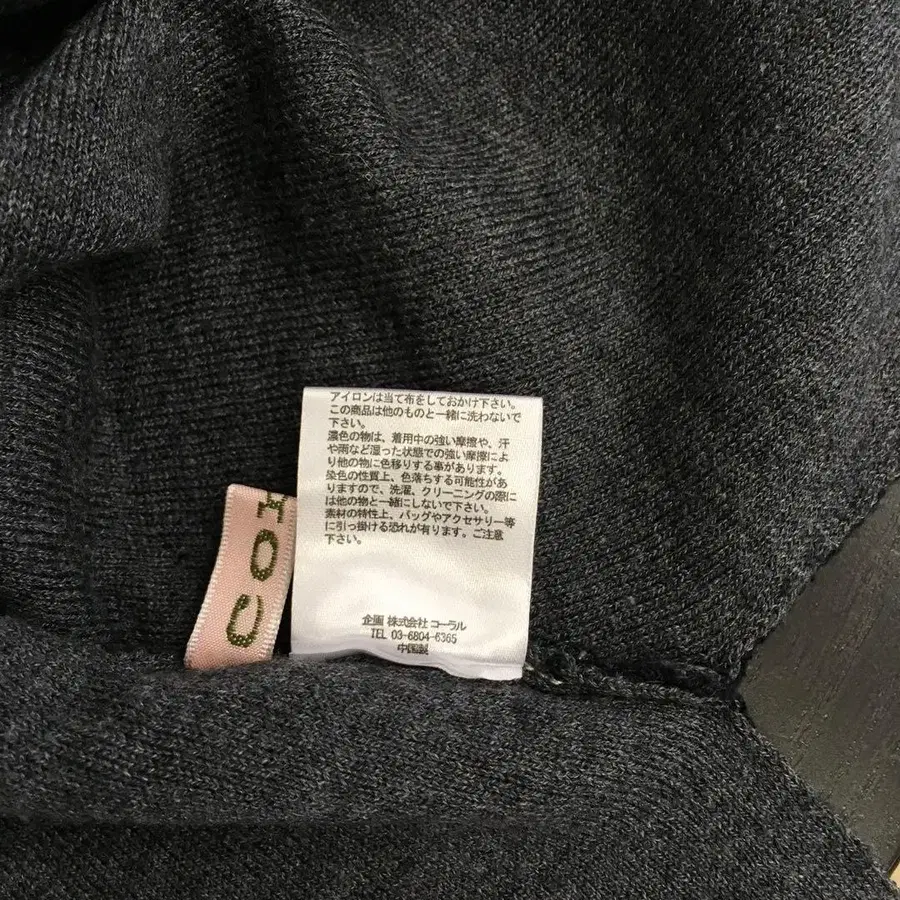 アイロンは当て布をしておかけ下さい。
この商品は他のものと一緒に洗わないで
下さい。
濃色の物は、着用中の強い摩擦や、汗
や雨など湿った状態での強い摩擦によ
り他の物に色移りする事があります。
染色の性質上、色落ちする可能性があ
りますので、洗濯、クリーニングの際に
は他の物と一緒にしないで下さい。
素材の特性上、バッグやアクセサリー等
に引っ掛ける恐れが有ります。ご注意
下さい。
企画 株式会社 コーラル
TEL 03-6804-6365
中国製